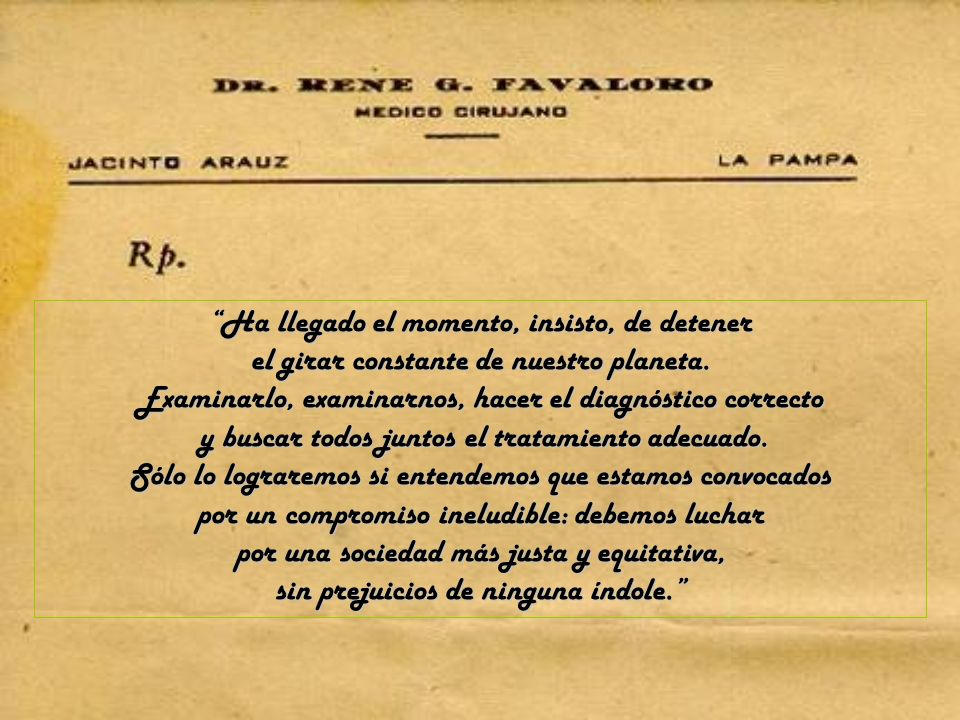 DR. RENE G. FAVALORO
MEDICO CIRUJANO
JACINTO ARAUZ LA PAMPA
Rp.
“Ha llegado el momento, insisto, de detener
el girar constante de nuestro planeta.
Examinarlo, examinarnos, hacer el diagnóstico correcto
y buscar todos juntos el tratamiento adecuado.
Sólo lo lograremos si entendemos que estamos convocados
por un compromiso ineludible: debemos luchar
por una sociedad más justa y equitativa,
sin prejuicios de ninguna índole.”